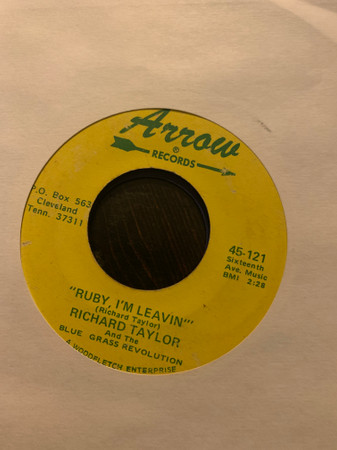 Arrow
®
RECORDS
P.O. Box 563
Cleveland
Tenn. 37311
45-121
Sixteenth
Ave. Music
BMI 2:28
"RUBY, I'M LEAVIN'"
(Richard Taylor)
RICHARD TAYLOR
And The
BLUE GRASS REVOLUTION
A WOODFLETCH ENTERPRISE